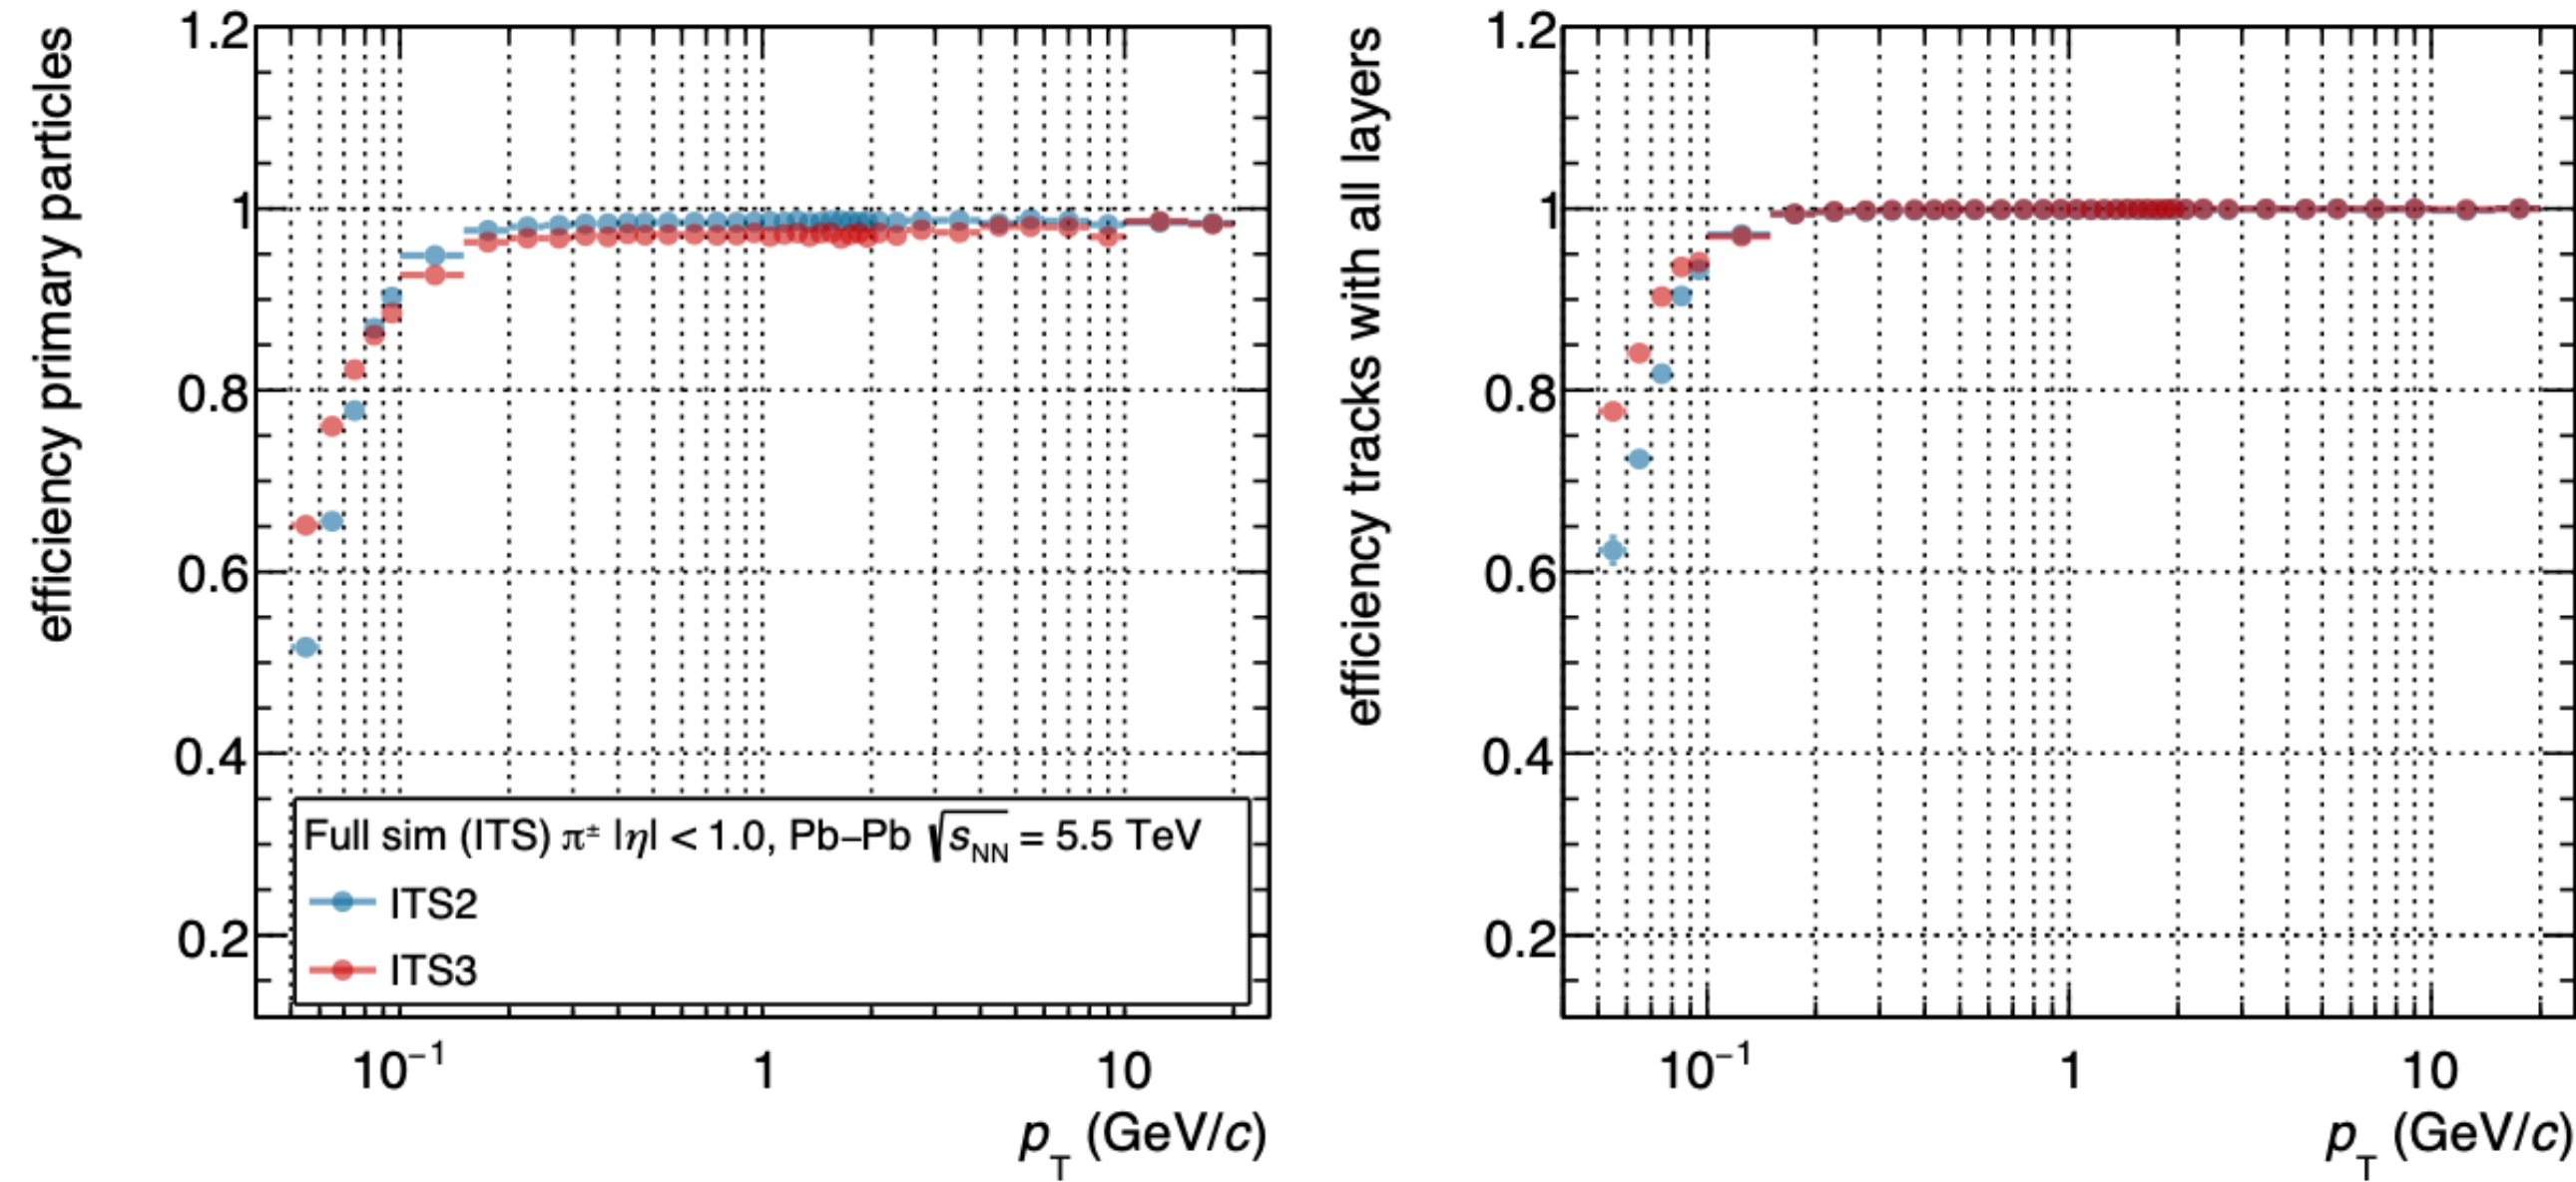 efficiency primary particles
1.2
1
0.8
0.6
0.4
0.2
Full sim (ITS) π± |η| < 1.0, Pb–Pb √sNN = 5.5 TeV
ITS2
ITS3
10−1
1
10
pT (GeV/c)
efficiency tracks with all layers
1.2
1
0.8
0.6
0.4
0.2
10−1
1
10
pT (GeV/c)